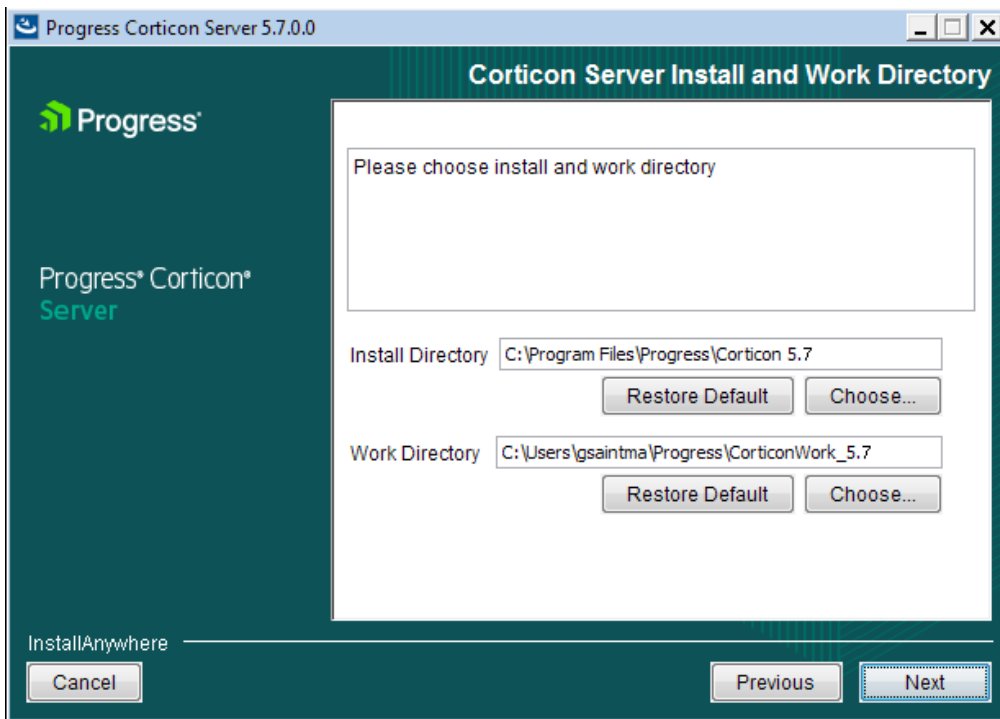 Progress Corticon Server 5.7.0.0
Corticon Server Install and Work Directory
Progress®
Please choose install and work directory
Progress® Corticon®
Server
Install Directory C:\Program Files\Progress\Corticon 5.7
Restore Default Choose...
Work Directory C:\Users\gsaintma\Progress\CorticonWork_5.7
Restore Default Choose...
InstallAnywhere
Cancel Previous Next